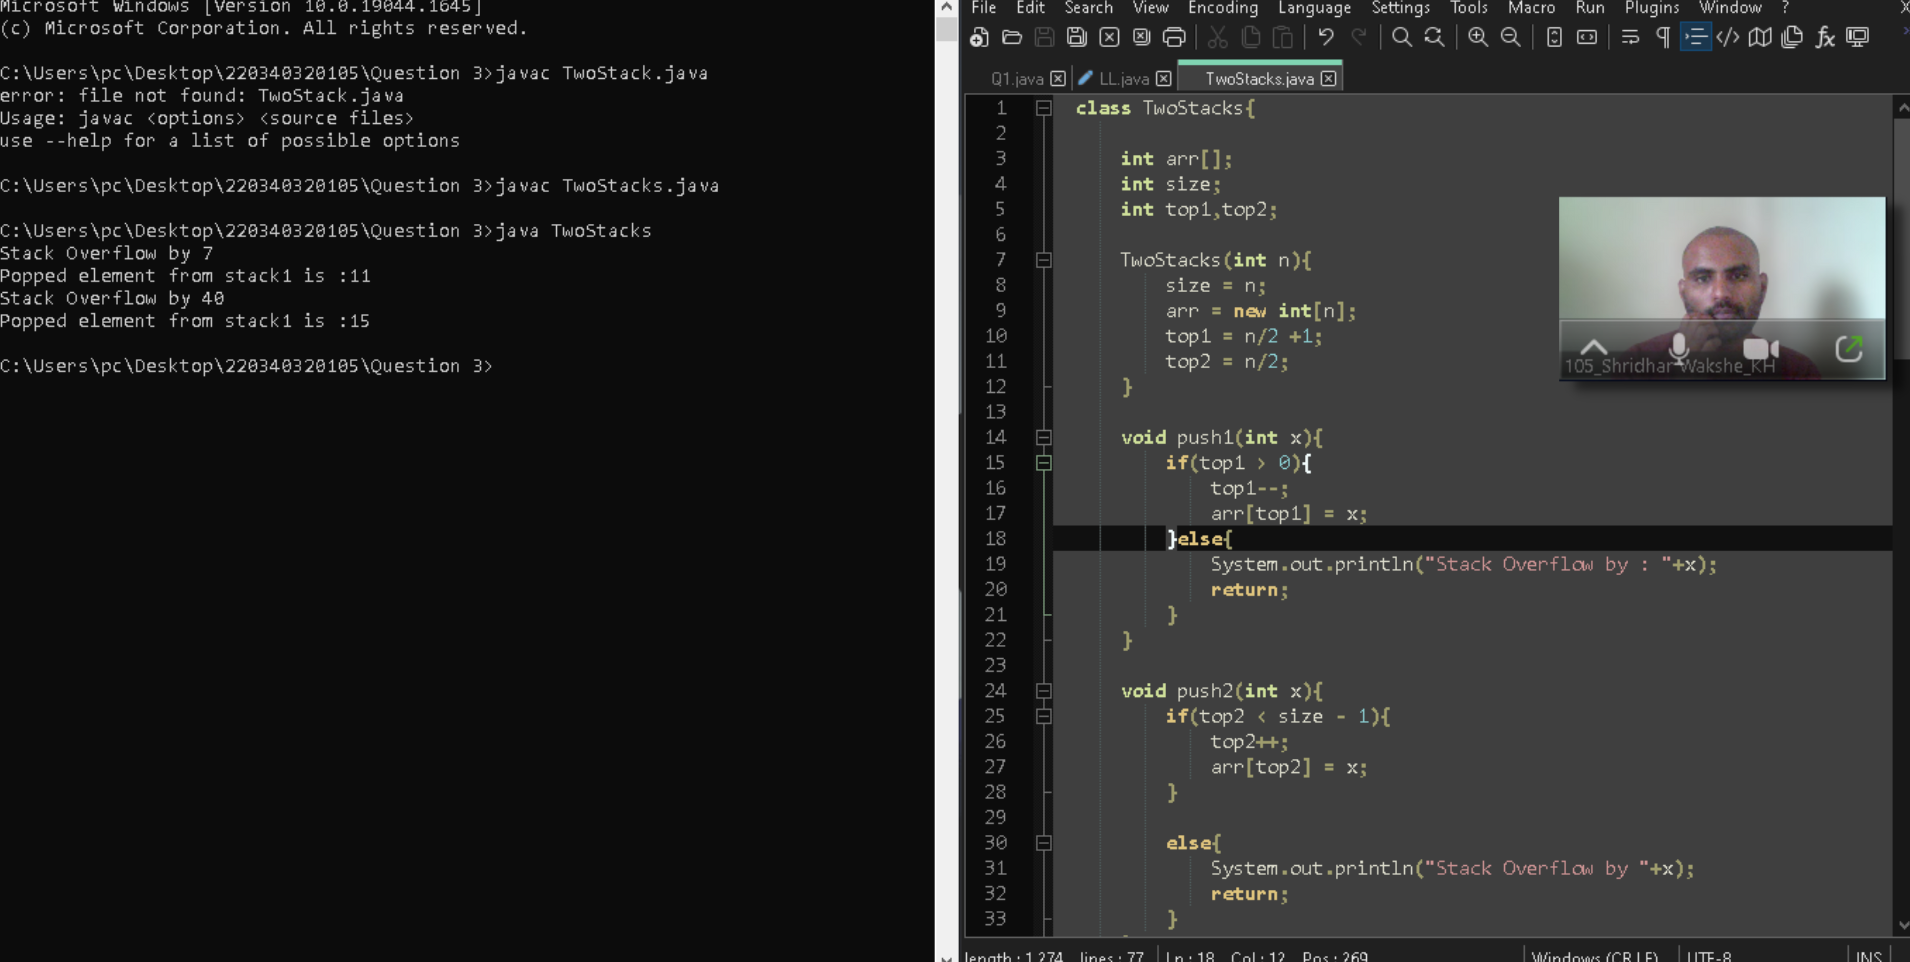 Microsoft Windows [Version 10.0.19044.1645]
(c) Microsoft Corporation. All rights reserved.
C:\Users\pc\Desktop\220340320105\Question 3>javac TwoStack.java
error: file not found: TwoStack.java
Usage: javac <options> <source files>
use --help for a list of possible options
C:\Users\pc\Desktop\220340320105\Question 3>javac TwoStacks.java
C:\Users\pc\Desktop\220340320105\Question 3>java TwoStacks
Stack Overflow by 7
Popped element from stack1 is :11
Stack Overflow by 40
Popped element from stack1 is :15
C:\Users\pc\Desktop\220340320105\Question 3>
File Edit Search View Encoding Language Settings Tools Macro Run Plugins Window ? X
Q1.java LL.java TwoStacks.java
1 class TwoStacks{
2
3 int arr[];
4 int size;
5 int top1,top2;
6
7 TwoStacks(int n){
8 size = n;
9 arr = new int[n];
10 top1 = n/2 +1;
11 top2 = n/2;
12 }
13
14 void push1(int x){
15 if(top1 > 0){
16 top1--;
17 arr[top1] = x;
18 }else{
19 System.out.println("Stack Overflow by : "+x);
20 return;
21 }
22 }
23
24 void push2(int x){
25 if(top2 < size - 1){
26 top2++;
27 arr[top2] = x;
28 }
29
30 else{
31 System.out.println("Stack Overflow by "+x);
32 return;
33 }
105_Shridhar Wakshe_KH
length : 1,274 lines : 77 Ln : 18 Col : 12 Pos : 269 Windows (CR LF) UTF-8 INS